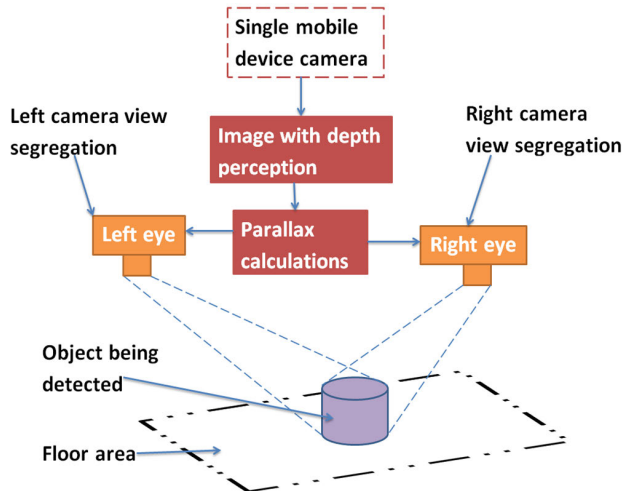 Single mobile
device camera
Left camera view
segregation
Right camera
view segregation
Image with depth
perception
Left eye
Parallax
calculations
Right eye
Object being
detected
Floor area